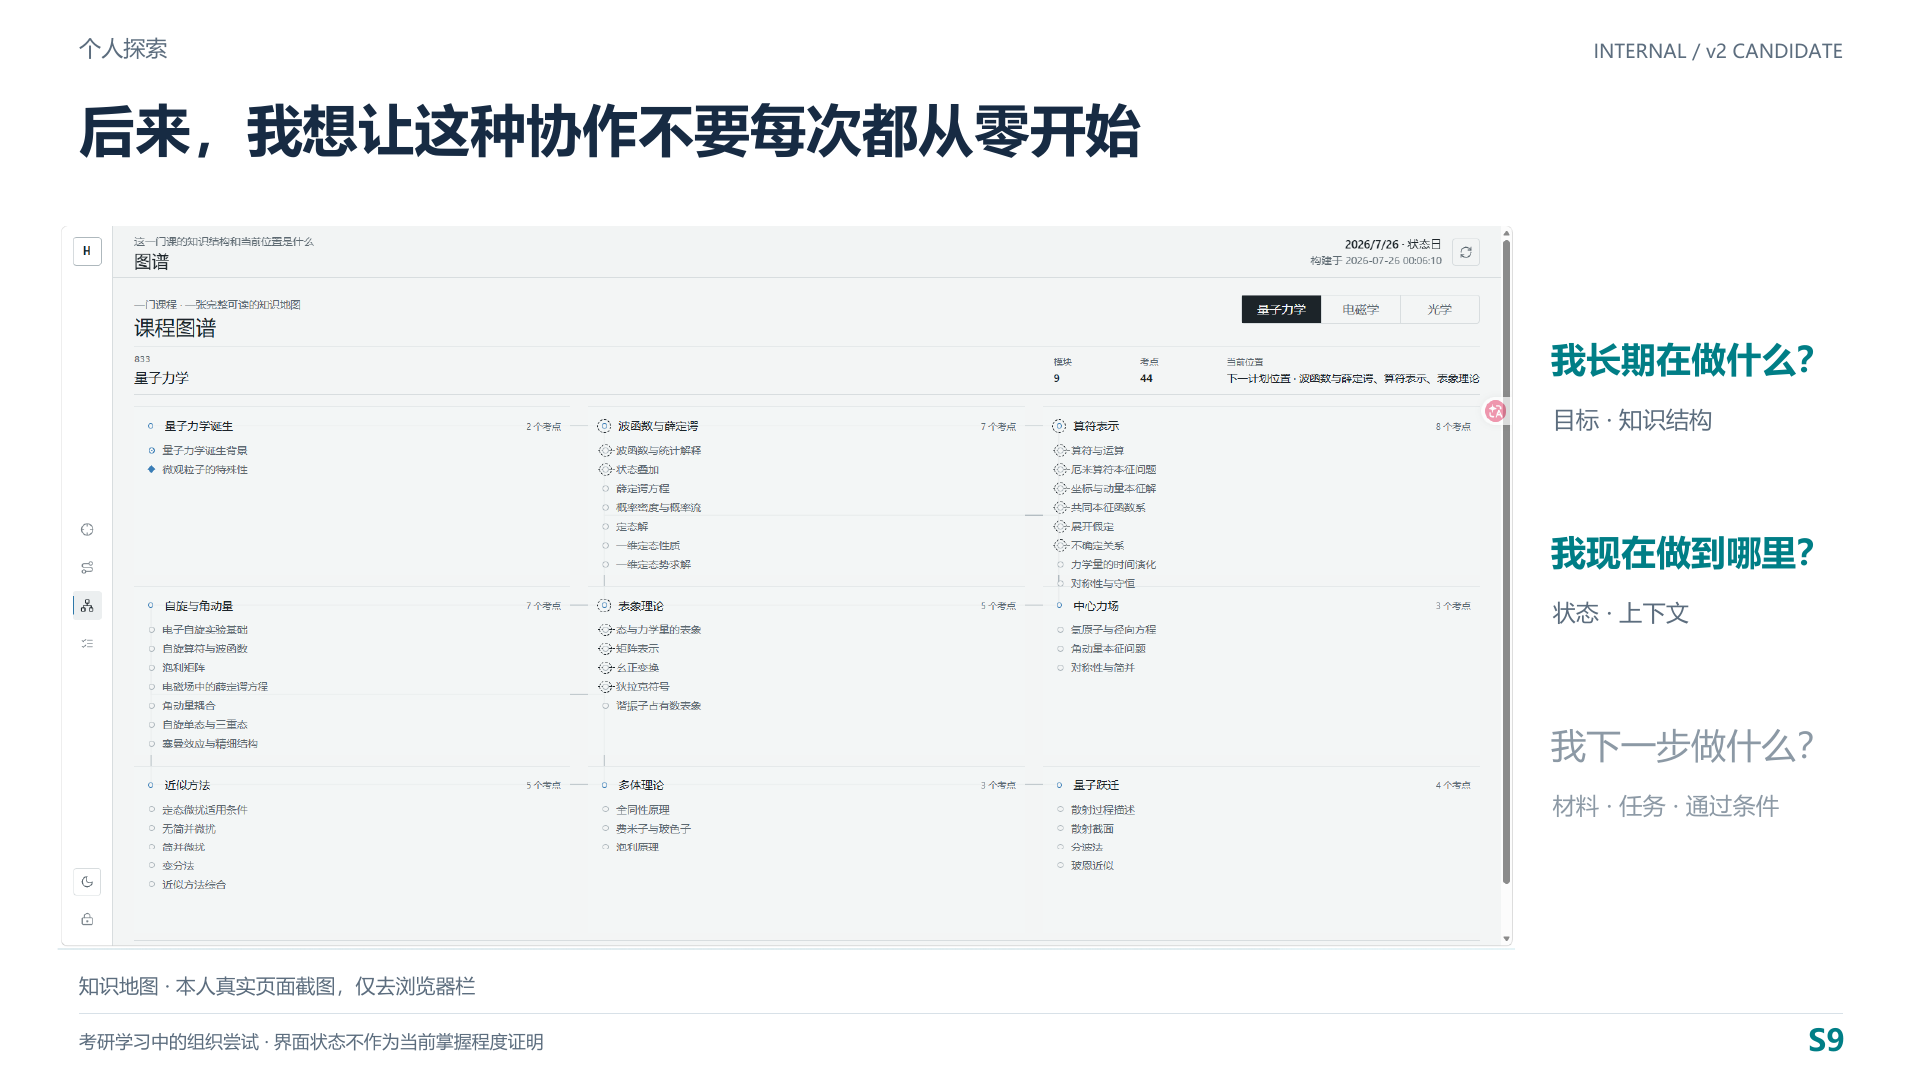 个人探索
INTERNAL / v2 CANDIDATE
后来，我想让这种协作不要每次都从零开始
H
这一门课的知识结构和当前位置是什么
图谱
2026/7/26 · 状态日
构建于 2026-07-26 00:06:10
一门课程 · 一张完整可读的知识地图
课程图谱
量子力学
电磁学
光学
833
量子力学
模块
9
考点
44
当前位置
下一计划位置 · 波函数与薛定谔、算符表示、表象理论
量子力学诞生
2 个考点
量子力学诞生背景
微观粒子的特殊性
波函数与薛定谔
7 个考点
波函数与统计解释
状态叠加
薛定谔方程
概率密度与概率流
定态解
一维定态性质
一维定态势求解
算符表示
8 个考点
算符与运算
厄米算符本征问题
坐标与动量本征解
共同本征函数系
展开假定
不确定关系
力学量的时间演化
对称性与守恒
自旋与角动量
7 个考点
电子自旋实验基础
自旋算符与波函数
泡利矩阵
电磁场中的薛定谔方程
角动量耦合
自旋单态与三重态
塞曼效应与精细结构
表象理论
5 个考点
态与力学量的表象
矩阵表示
幺正变换
狄拉克符号
谐振子占有数表象
中心力场
3 个考点
氢原子与径向方程
角动量本征问题
对称性与简并
近似方法
5 个考点
定态微扰适用条件
无简并微扰
简并微扰
变分法
近似方法综合
多体理论
3 个考点
全同性原理
费米子与玻色子
泡利原理
量子跃迁
4 个考点
散射过程描述
散射截面
分波法
玻恩近似
我长期在做什么？
目标 · 知识结构
我现在做到哪里？
状态 · 上下文
我下一步做什么？
材料 · 任务 · 通过条件
知识地图 · 本人真实页面截图，仅去浏览器栏
考研学习中的组织尝试 · 界面状态不作为当前掌握程度证明
S9